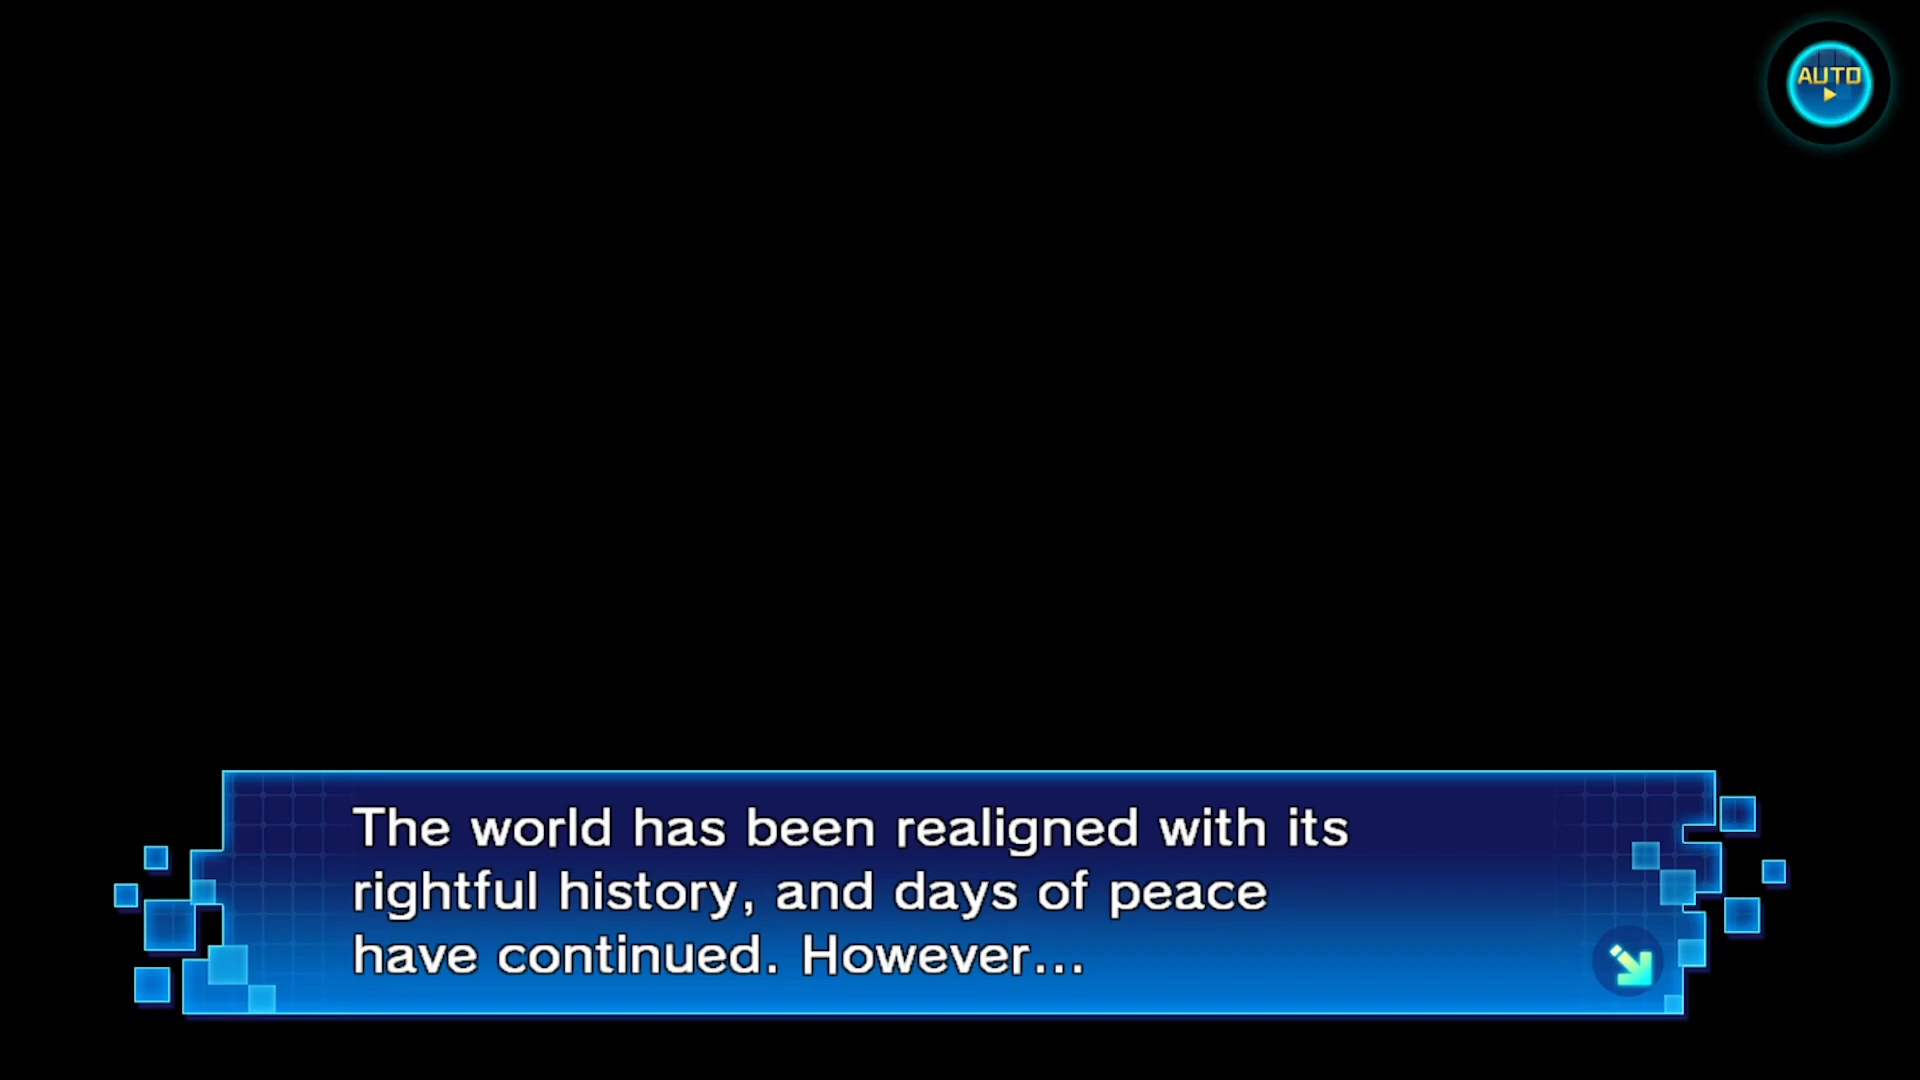 AUTO
The world has been realigned with its
rightful history, and days of peace
have continued. However...